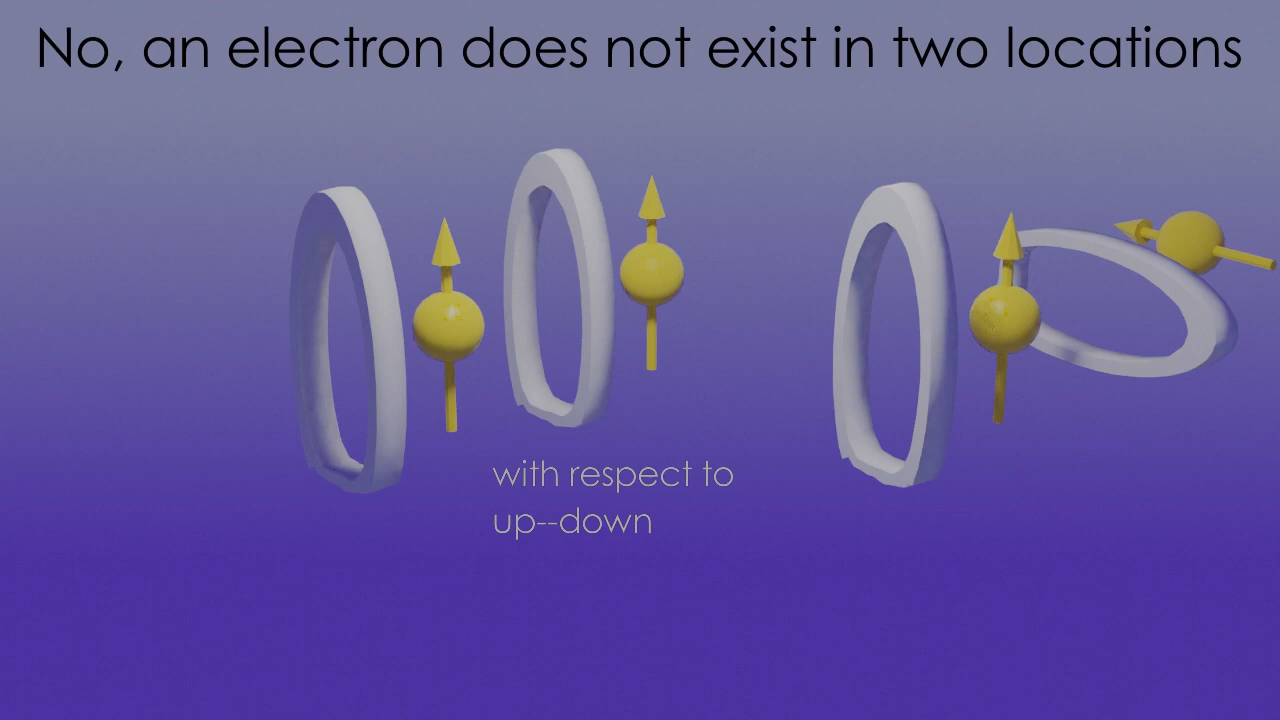 No, an electron does not exist in two locations
with respect to
up--down